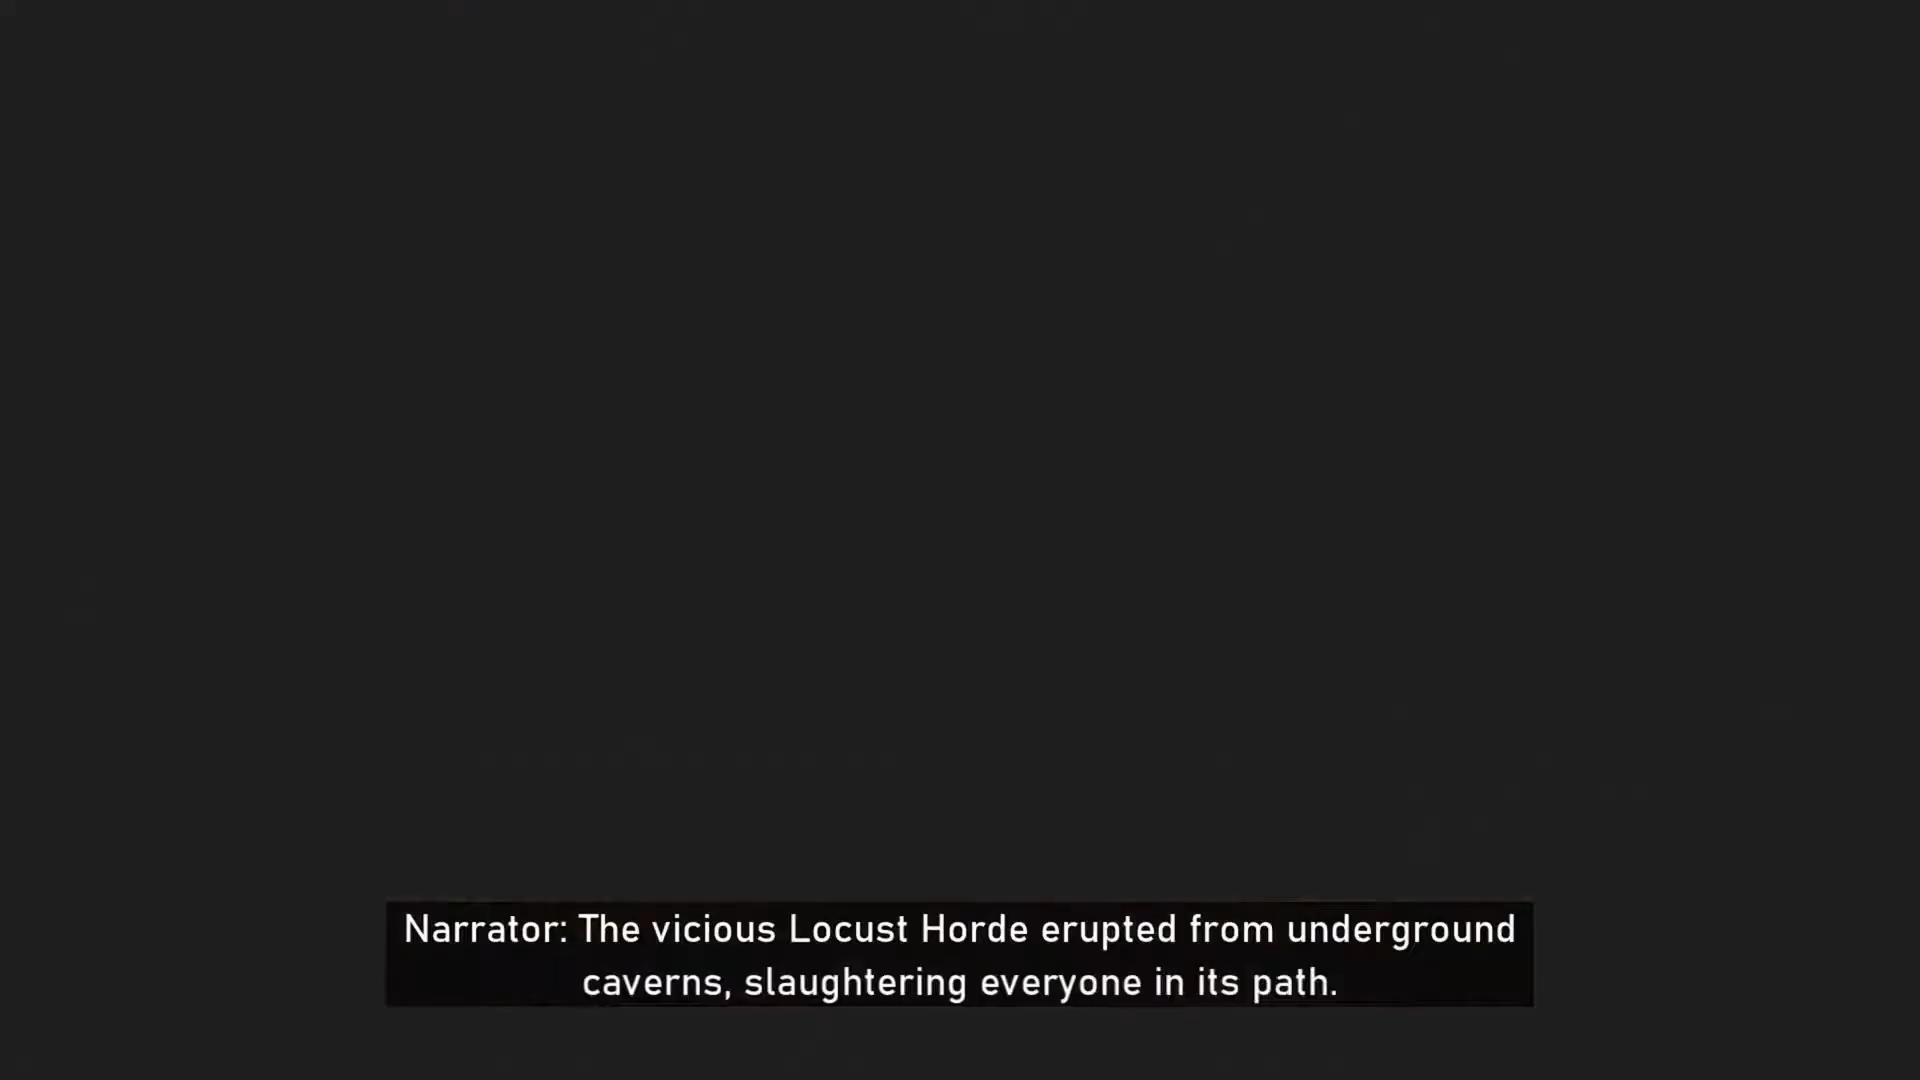 Narrator: The vicious Locust Horde erupted from underground
caverns, slaughtering everyone in its path.